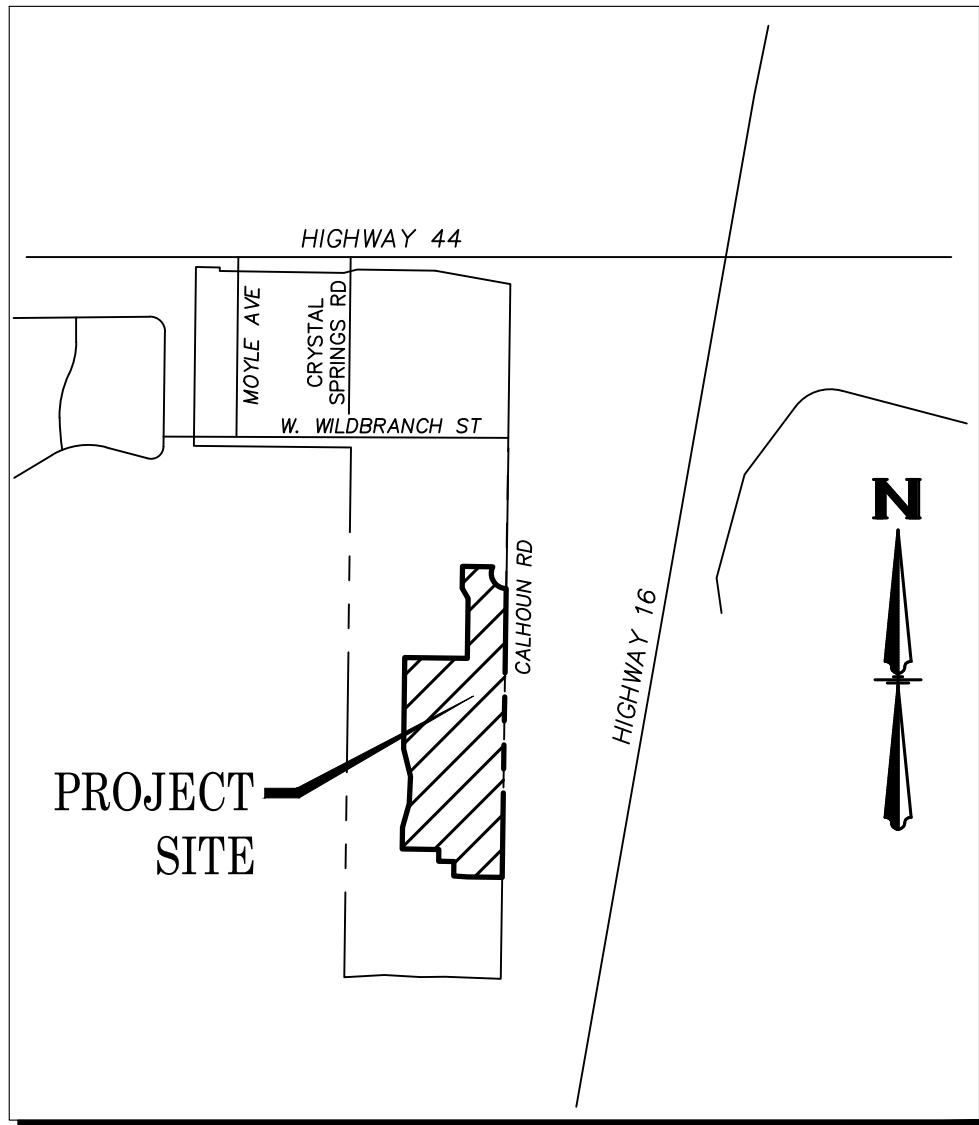 HIGHWAY 44
MOYLE AVE
CRYSTAL
SPRINGS RD
W. WILDBRANCH ST
N
CALHOUN RD
HIGHWAY 16
PROJECT
SITE